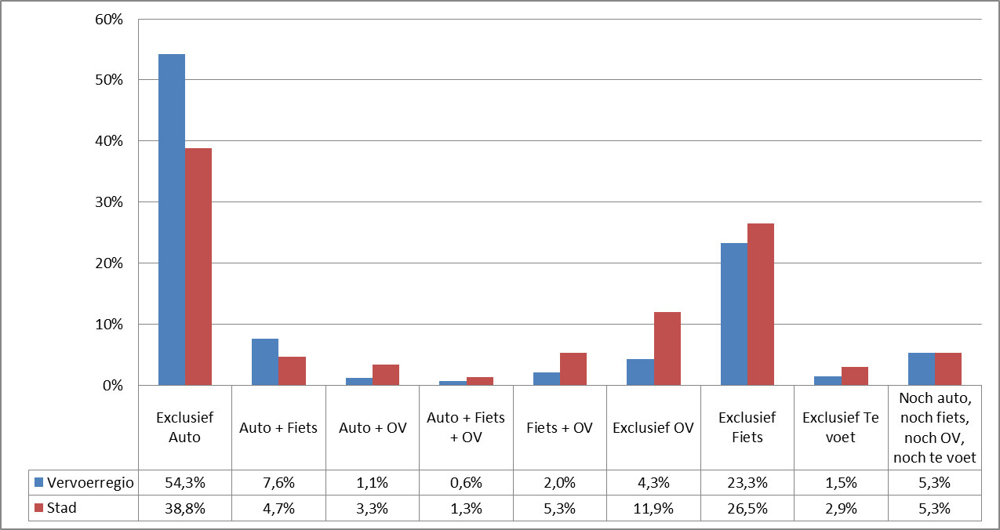 60%
50%
40%
30%
20%
10%
0%
Exclusief
Auto
Auto + Fiets
Auto + OV
Auto + Fiets
+ OV
Fiets + OV
Exclusief OV
Exclusief
Fiets
Exclusief Te
voet
Noch auto,
noch fiets,
noch OV,
noch te voet
Vervoerregio 54,3% 7,6% 1,1% 0,6% 2,0% 4,3% 23,3% 1,5% 5,3%
Stad 38,8% 4,7% 3,3% 1,3% 5,3% 11,9% 26,5% 2,9% 5,3%